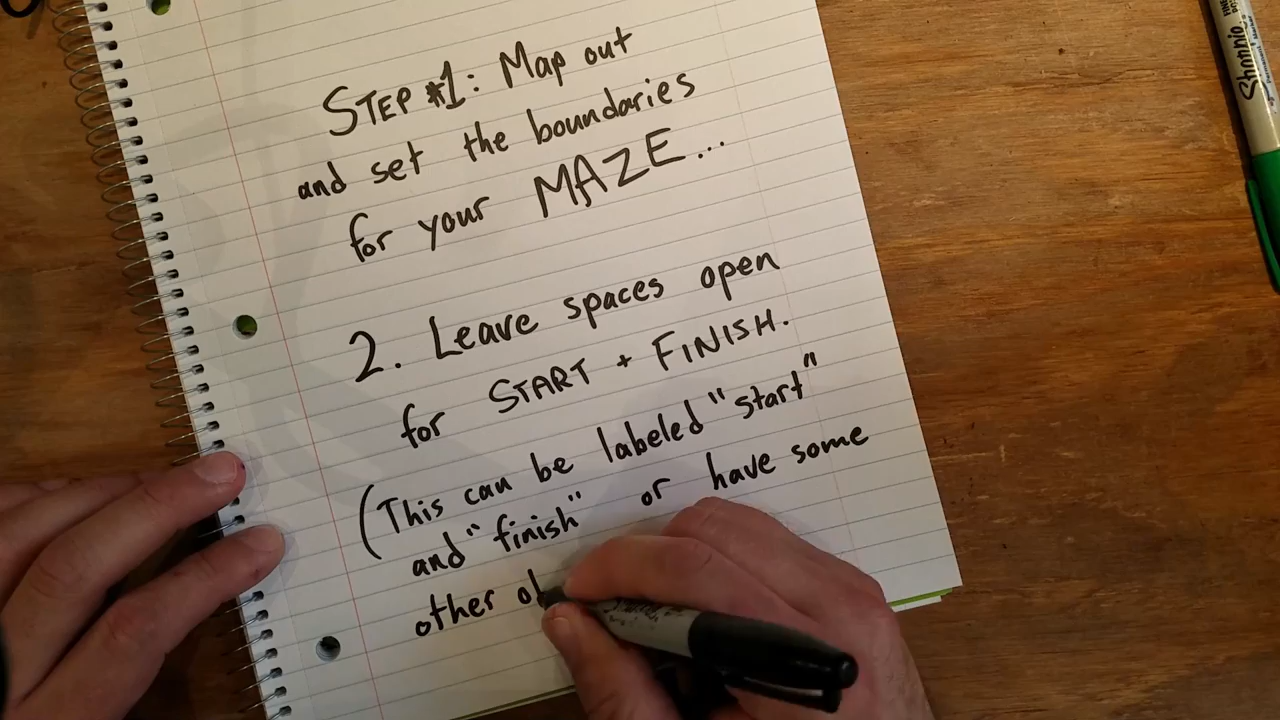 STEP #1: Map out
and set the boundaries
for your MAZE...
2. Leave spaces open
for START + FINISH.
(This can be labeled "start"
and "finish" or have some
other